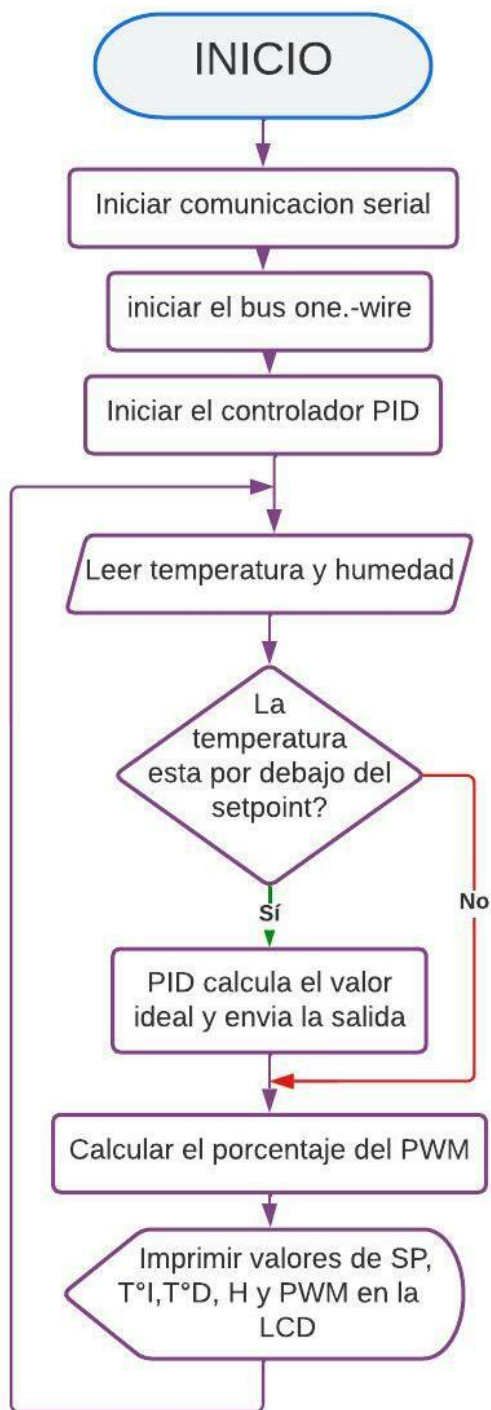 INICIO
Iniciar comunicacion serial
iniciar el bus one.-wire
Iniciar el controlador PID
Leer temperatura y humedad
La
temperatura
esta por debajo del
setpoint?
No
Sí
PID calcula el valor
ideal y envia la salida
Calcular el porcentaje del PWM
Imprimir valores de SP,
T°I,T°D, H y PWM en la
LCD